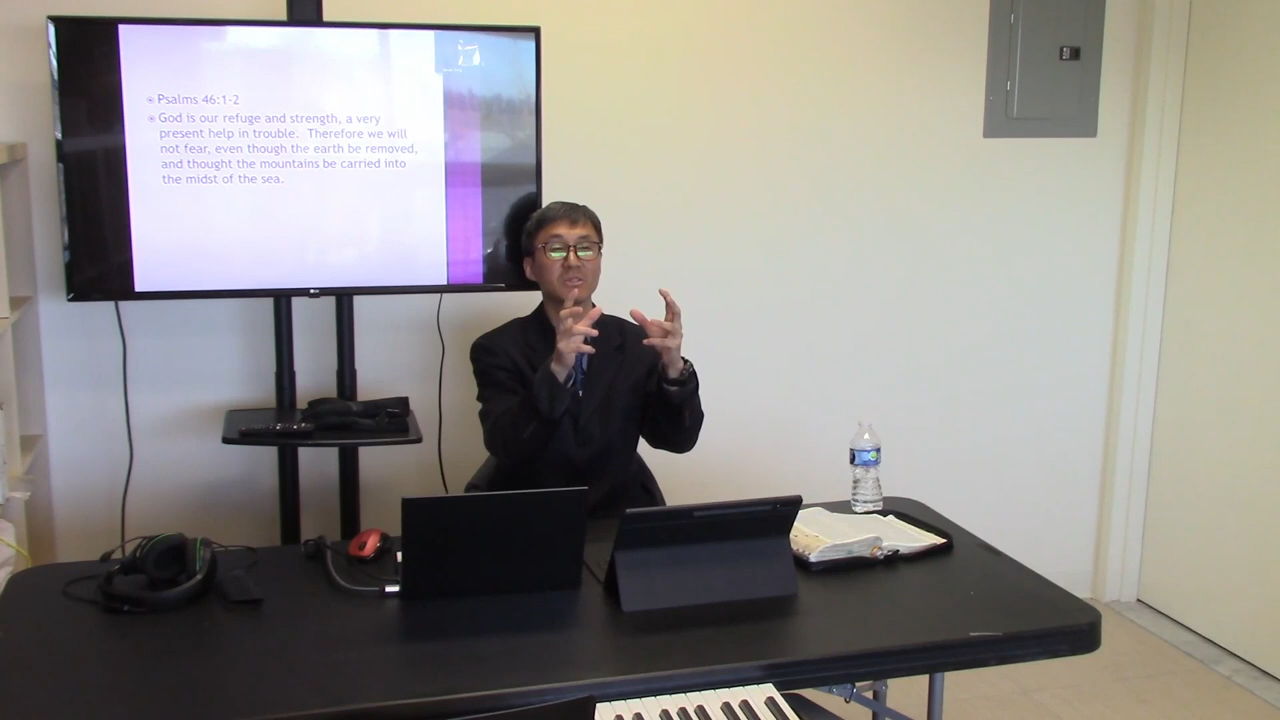 Psalms 46:1-2
God is our refuge and strength, a very
present help in trouble. Therefore we will
not fear, even though the earth be removed,
and thought the mountains be carried into
the midst of the sea.
LG